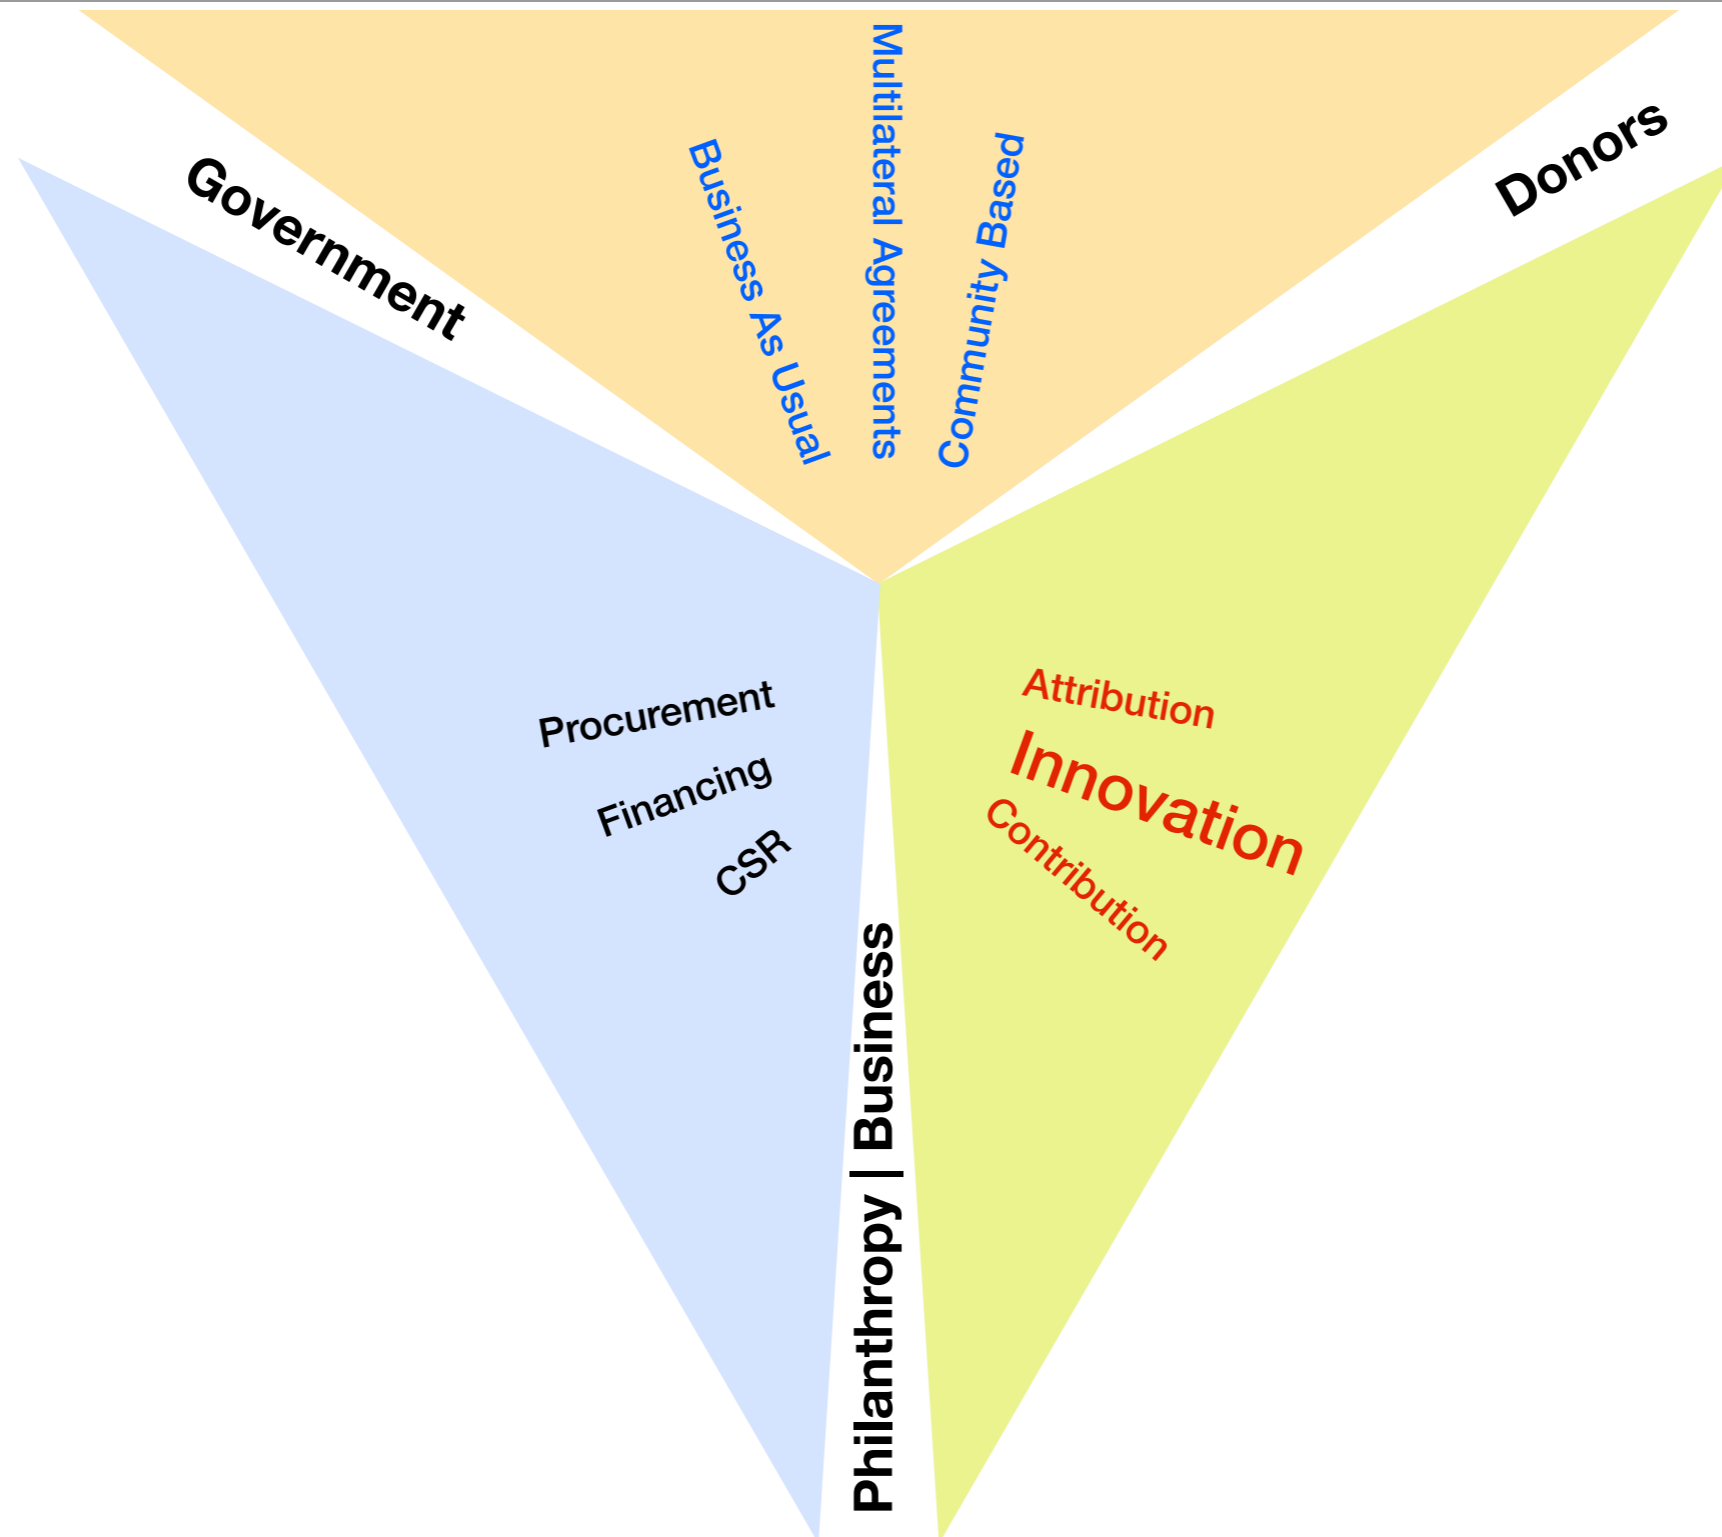 Multilateral Agreements
Business As Usual
Community Based
Government
Donors
Procurement
Financing
CSR
Attribution
Innovation
Contribution
Philanthropy | Business